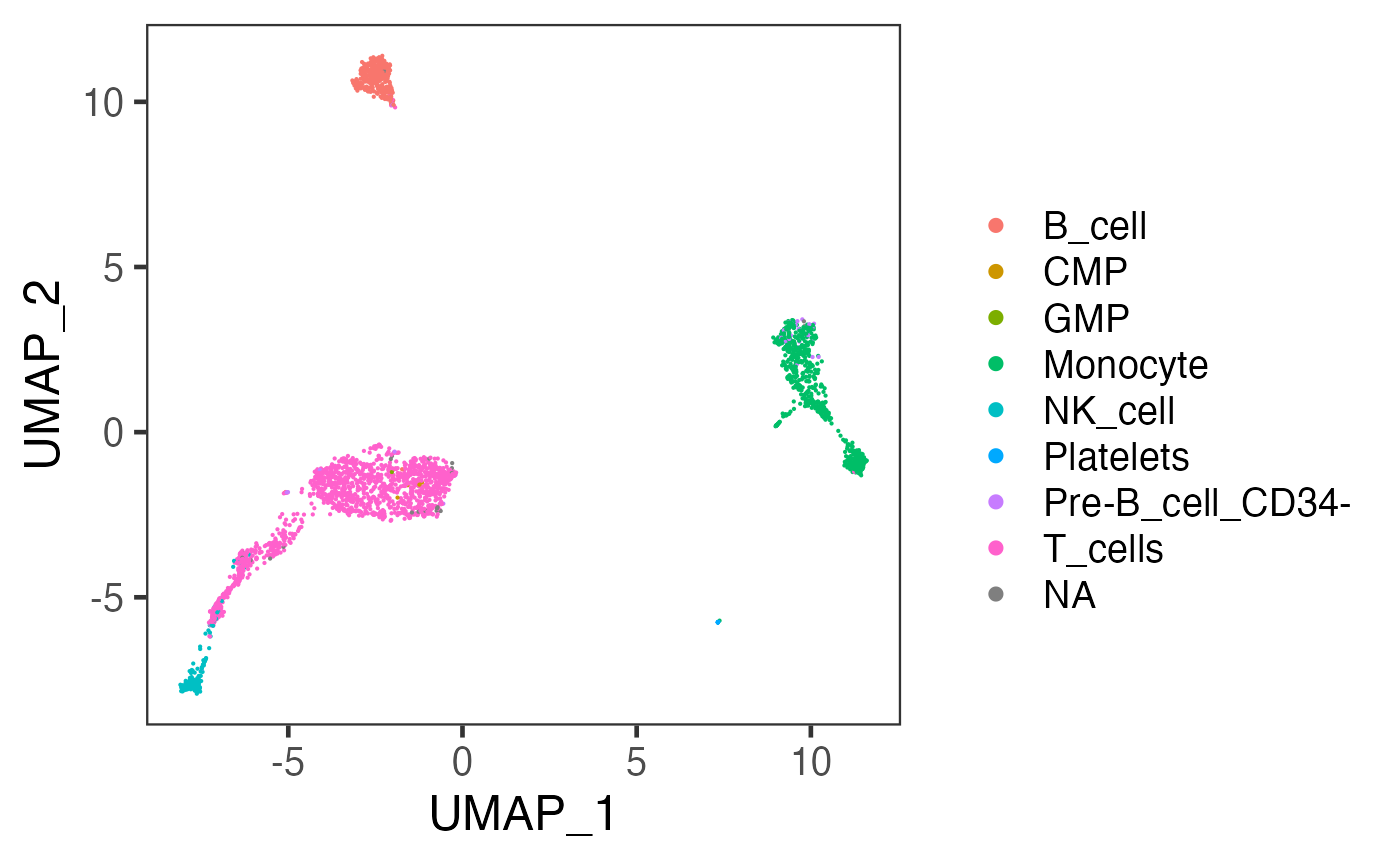 10
5
0
-5
UMAP_2
-5
0
5
10
UMAP_1
B_cell
CMP
GMP
Monocyte
NK_cell
Platelets
Pre-B_cell_CD34-
T_cells
NA